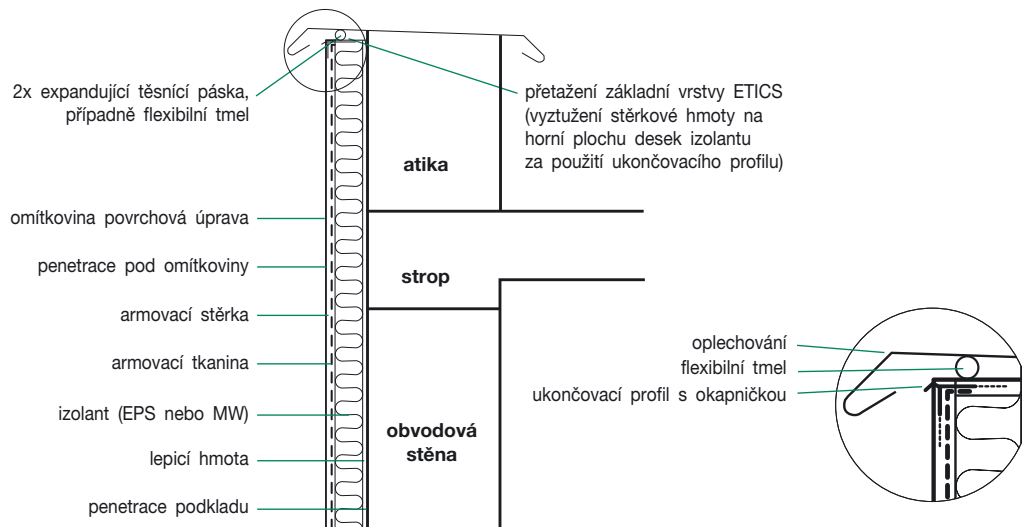 2x expandující těsnící páska,
případně flexibilní tmel
přetažení základní vrstvy ETICS
(vyztužení stěrkové hmoty na
horní plochu desek izolantu
za použití ukončovacího profilu)
atika
omítkovina povrchová úprava
penetrace pod omítkoviny
strop
armovací stěrka
armovací tkanina
izolant (EPS nebo MW)
obvodová
stěna
lepicí hmota
penetrace podkladu
oplechování
flexibilní tmel
ukončovací profil s okapničkou